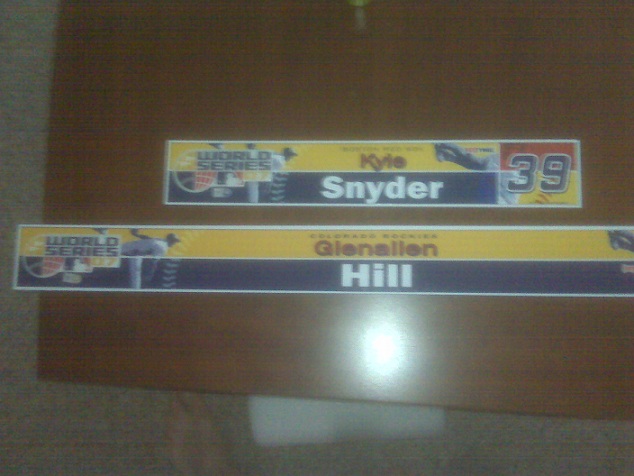 WORLD
SERIES
BOSTON RED SOX
Kyle
Snyder
39
WORLD
SERIES
COLORADO ROCKIES
Glenallen
Hill